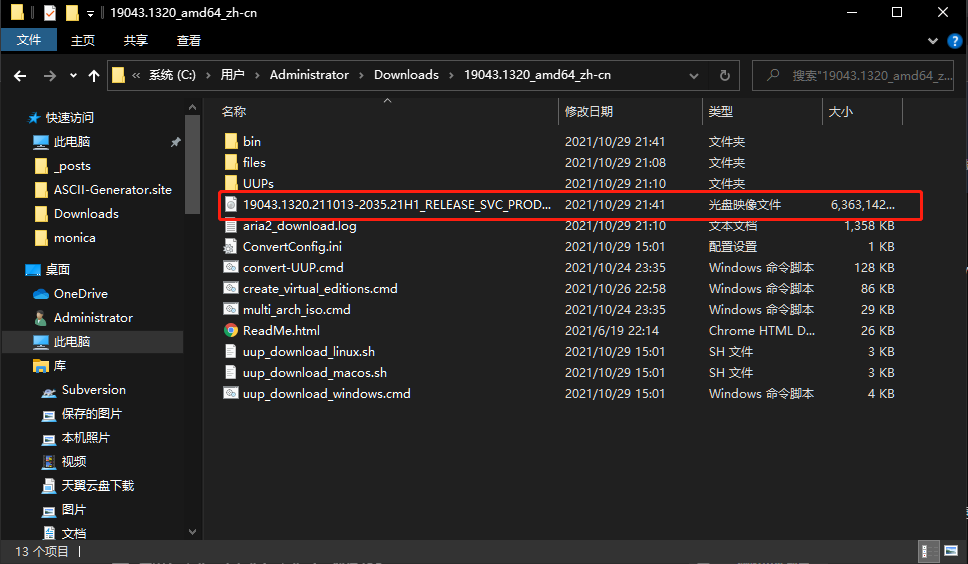 19043.1320_amd64_zh-cn
文件 主页 共享 查看
系统 (C:) 用户 Administrator Downloads 19043.1320_amd64_zh-cn 搜索"19043.1320_amd64_z...
名称 修改日期 类型 大小
快速访问
此电脑
_posts
ASCII-Generator.site
Downloads
monica
桌面
OneDrive
Administrator
此电脑
库
Subversion
保存的图片
本机照片
视频
天翼云盘下载
图片
文档
bin 2021/10/29 21:41 文件夹
files 2021/10/29 21:08 文件夹
UUPs 2021/10/29 21:10 文件夹
19043.1320.211013-2035.21H1_RELEASE_SVC_PROD... 2021/10/29 21:41 光盘映像文件 6,363,142...
aria2_download.log 2021/10/29 21:10 文本文档 1,358 KB
ConvertConfig.ini 2021/10/29 15:01 配置设置 1 KB
convert-UUP.cmd 2021/10/24 23:35 Windows 命令脚本 128 KB
create_virtual_editions.cmd 2021/10/26 22:58 Windows 命令脚本 86 KB
multi_arch_iso.cmd 2021/10/24 23:35 Windows 命令脚本 29 KB
ReadMe.html 2021/6/19 22:14 Chrome HTML D... 26 KB
uup_download_linux.sh 2021/10/29 15:01 SH 文件 3 KB
uup_download_macos.sh 2021/10/29 15:01 SH 文件 3 KB
uup_download_windows.cmd 2021/10/29 15:01 Windows 命令脚本 4 KB
13 个项目